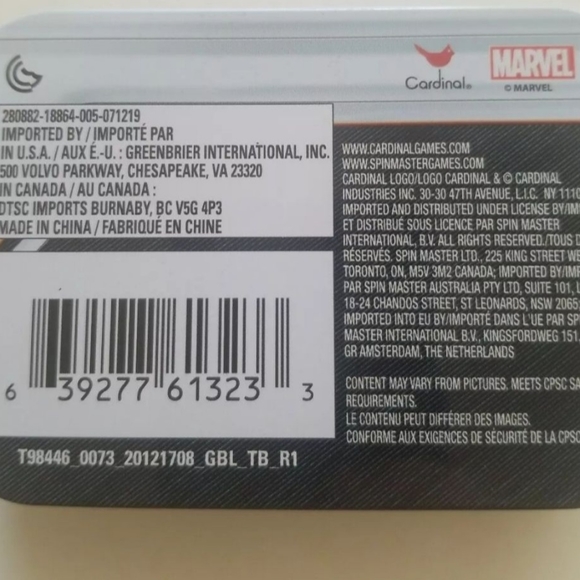 Cardinal®
MARVEL
© MARVEL
280882-18864-005-071219
IMPORTED BY / IMPORTÉ PAR
IN U.S.A. / AUX É.-U. : GREENBRIER INTERNATIONAL, INC.
500 VOLVO PARKWAY, CHESAPEAKE, VA 23320
IN CANADA / AU CANADA :
DTSC IMPORTS BURNABY, BC V5G 4P3
MADE IN CHINA / FABRIQUÉ EN CHINE
6 39277 61323 3
T98446_0073_20121708_GBL_TB_R1
WWW.CARDINALGAMES.COM
WWW.SPINMASTERGAMES.COM
CARDINAL LOGO/LOGO CARDINAL & © CARDINAL
INDUSTRIES INC. 30-30 47TH AVENUE, L.I.C. NY 1110
IMPORTED AND DISTRIBUTED UNDER LICENSE BY/IM
ET DISTRIBUÉ SOUS LICENCE PAR SPIN MASTER
INTERNATIONAL, B.V. ALL RIGHTS RESERVED./TOUS D
RÉSERVÉS. SPIN MASTER LTD., 225 KING STREET WE
TORONTO, ON, M5V 3M2 CANADA; IMPORTED BY/IMP
PAR SPIN MASTER AUSTRALIA PTY LTD, SUITE 101, L
18-24 CHANDOS STREET, ST LEONARDS, NSW 2065;
IMPORTED INTO EU BY/IMPORTÉ DANS L'UE PAR SP
MASTER INTERNATIONAL B.V., KINGSFORDWEG 151,
GR AMSTERDAM, THE NETHERLANDS
CONTENT MAY VARY FROM PICTURES. MEETS CPSC SA
REQUIREMENTS.
LE CONTENU PEUT DIFFÉRER DES IMAGES.
CONFORME AUX EXIGENCES DE SÉCURITÉ DE LA CPSC